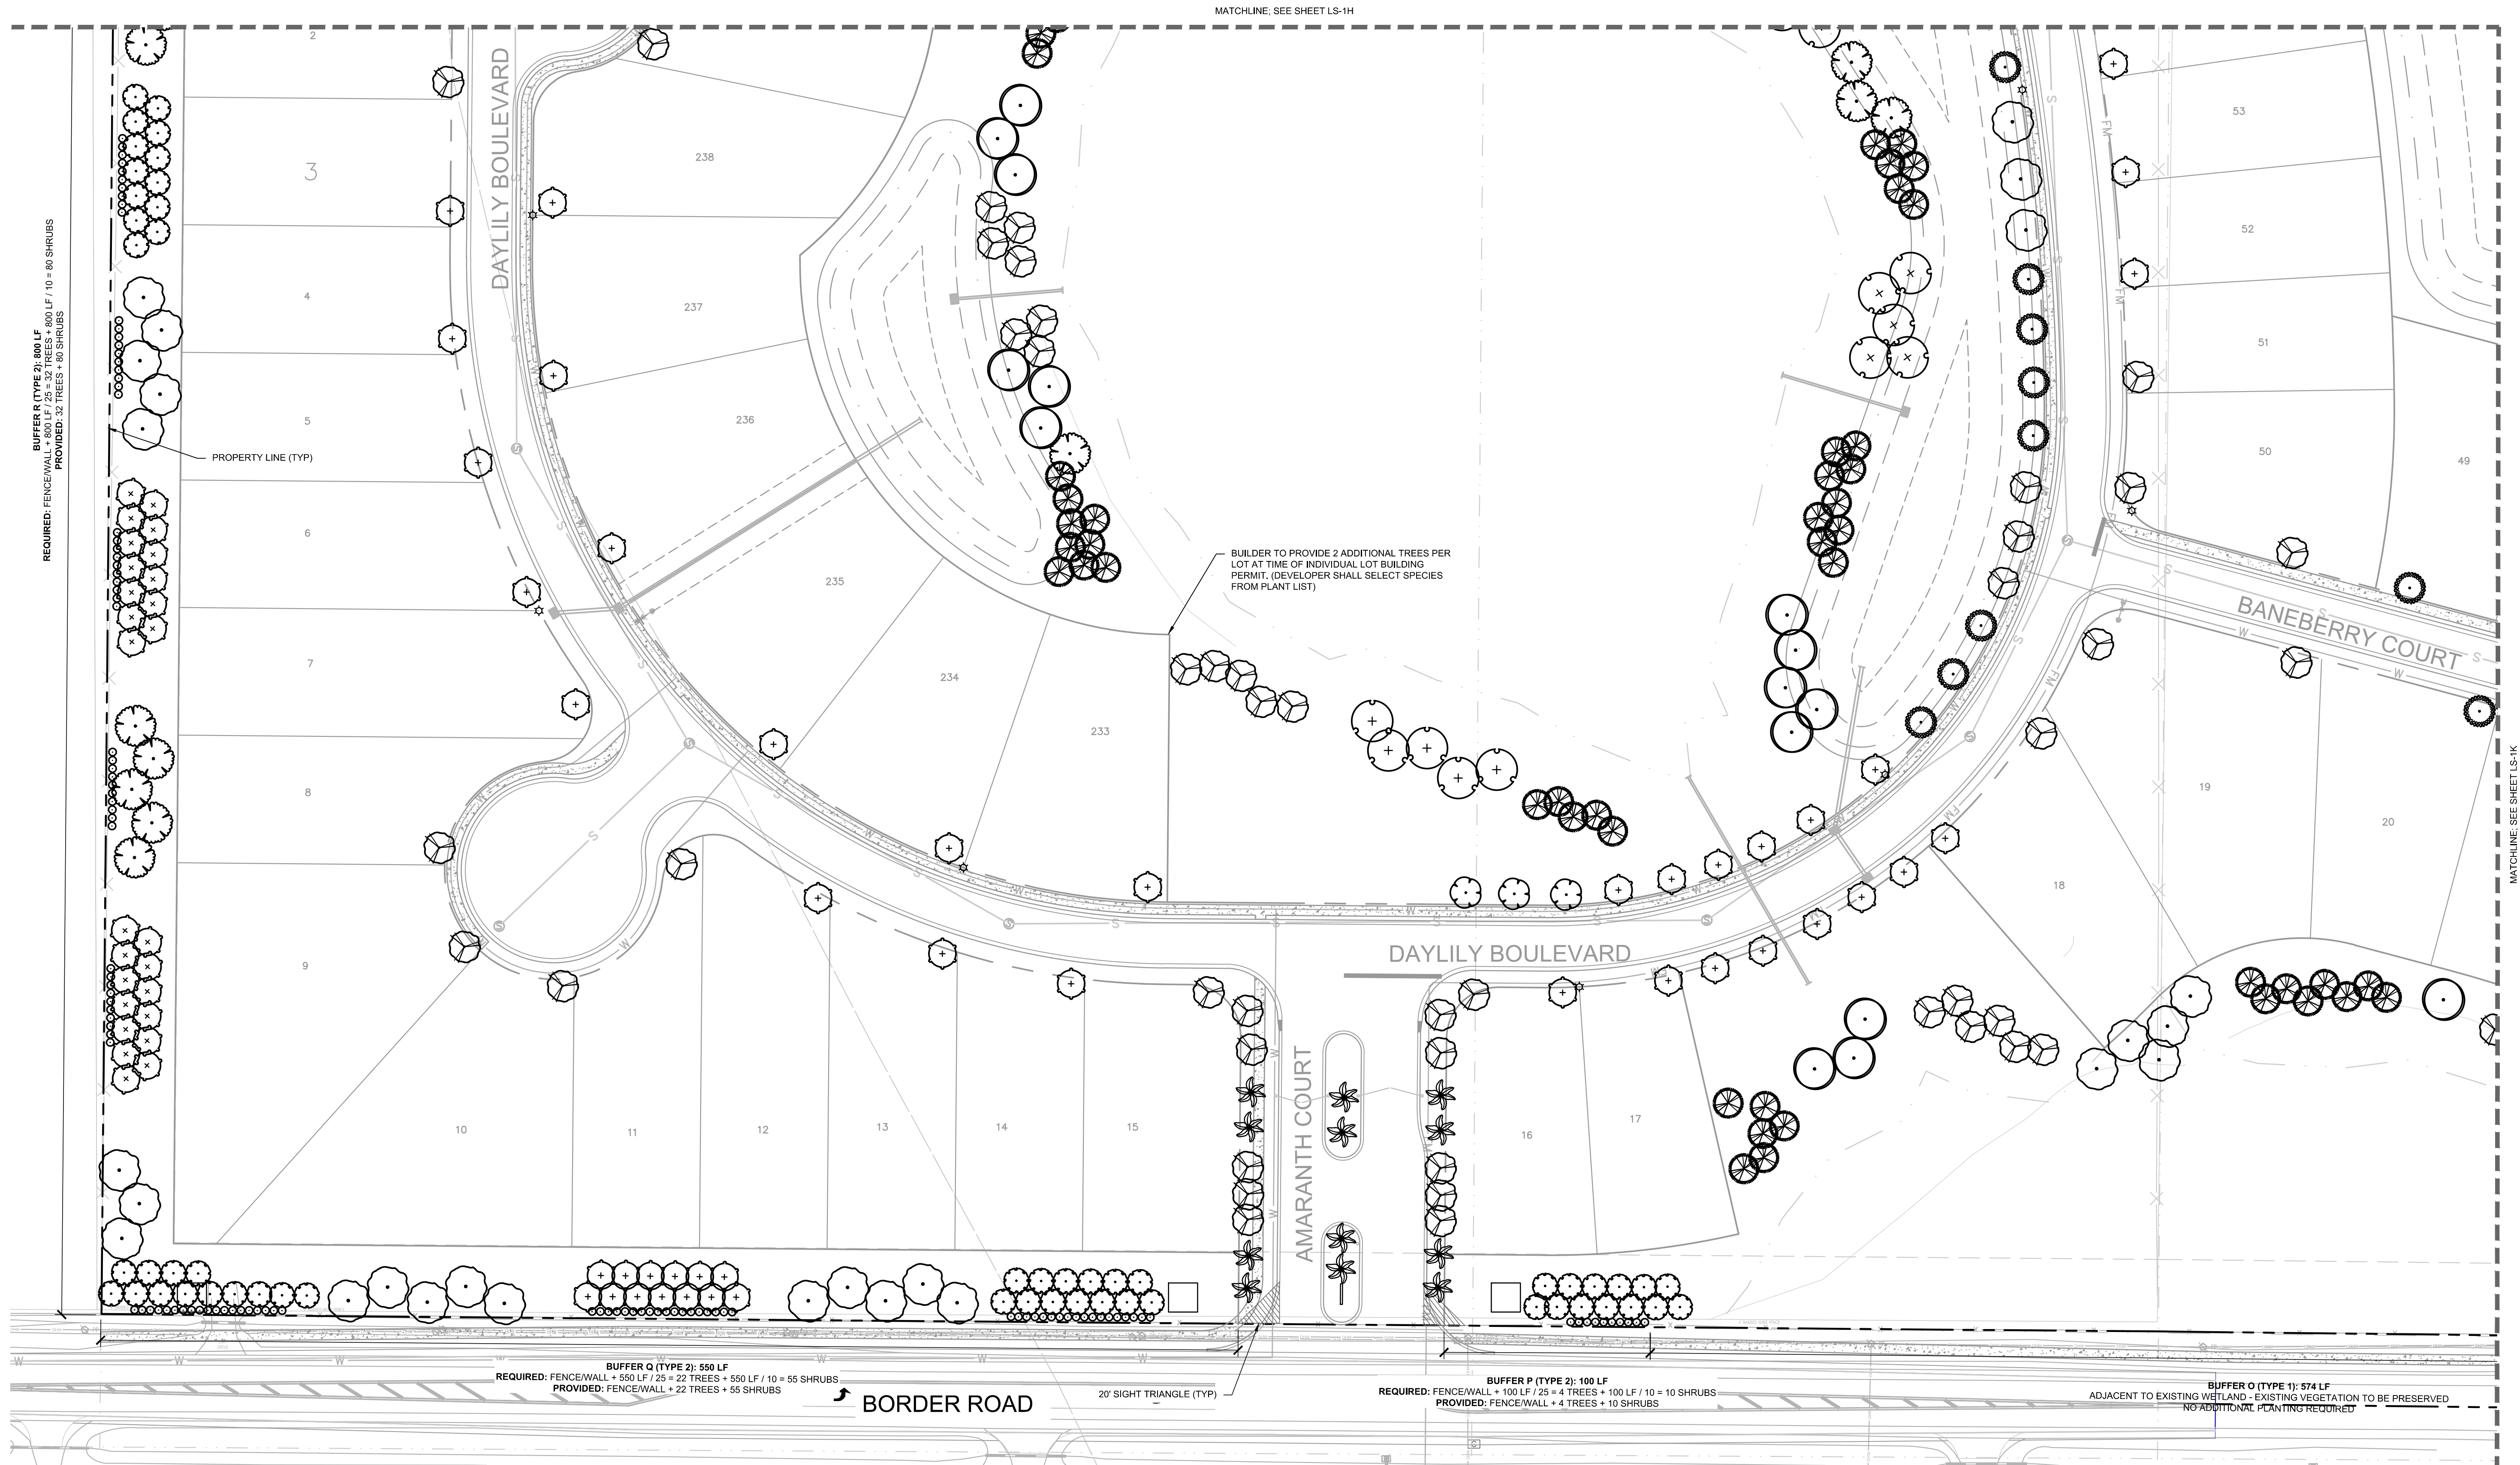 MATCHLINE; SEE SHEET LS-1H
BUFFER R (TYPE 2): 800 LF
REQUIRED: FENCE/WALL + 800 LF / 25 = 32 TREES + 800 LF / 10 = 80 SHRUBS
PROVIDED: 32 TREES + 80 SHRUBS
PROPERTY LINE (TYP)
2
3
4
5
6
7
8
9
10
11
12
13
14
15
DAYLILY BOULEVARD
238
237
236
235
234
233
BUILDER TO PROVIDE 2 ADDITIONAL TREES PER
LOT AT TIME OF INDIVIDUAL LOT BUILDING
PERMIT. (DEVELOPER SHALL SELECT SPECIES
FROM PLANT LIST)
53
52
51
50
49
BANEBERRY COURT
19
20
18
MATCHLINE; SEE SHEET LS-1K
DAYLILY BOULEVARD
AMARANTH COURT
16
17
BUFFER Q (TYPE 2): 550 LF
REQUIRED: FENCE/WALL + 550 LF / 25 = 22 TREES + 550 LF / 10 = 55 SHRUBS
PROVIDED: FENCE/WALL + 22 TREES + 55 SHRUBS
BORDER ROAD
20' SIGHT TRIANGLE (TYP)
BUFFER P (TYPE 2): 100 LF
REQUIRED: FENCE/WALL + 100 LF / 25 = 4 TREES + 100 LF / 10 = 10 SHRUBS
PROVIDED: FENCE/WALL + 4 TREES + 10 SHRUBS
BUFFER O (TYPE 1): 574 LF
ADJACENT TO EXISTING WETLAND - EXISTING VEGETATION TO BE PRESERVED
NO ADDITIONAL PLANTING REQUIRED